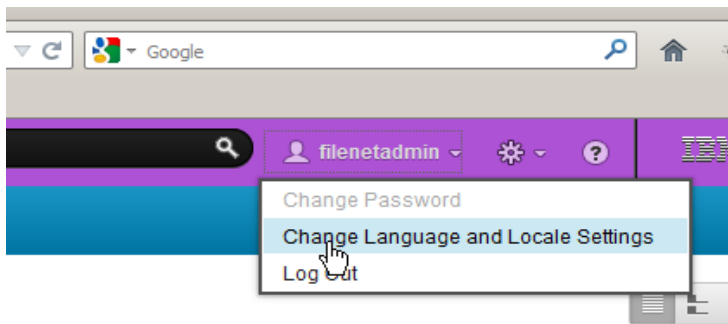 Google
filenetadmin
IBM
Change Password
Change Language and Locale Settings
Log Out